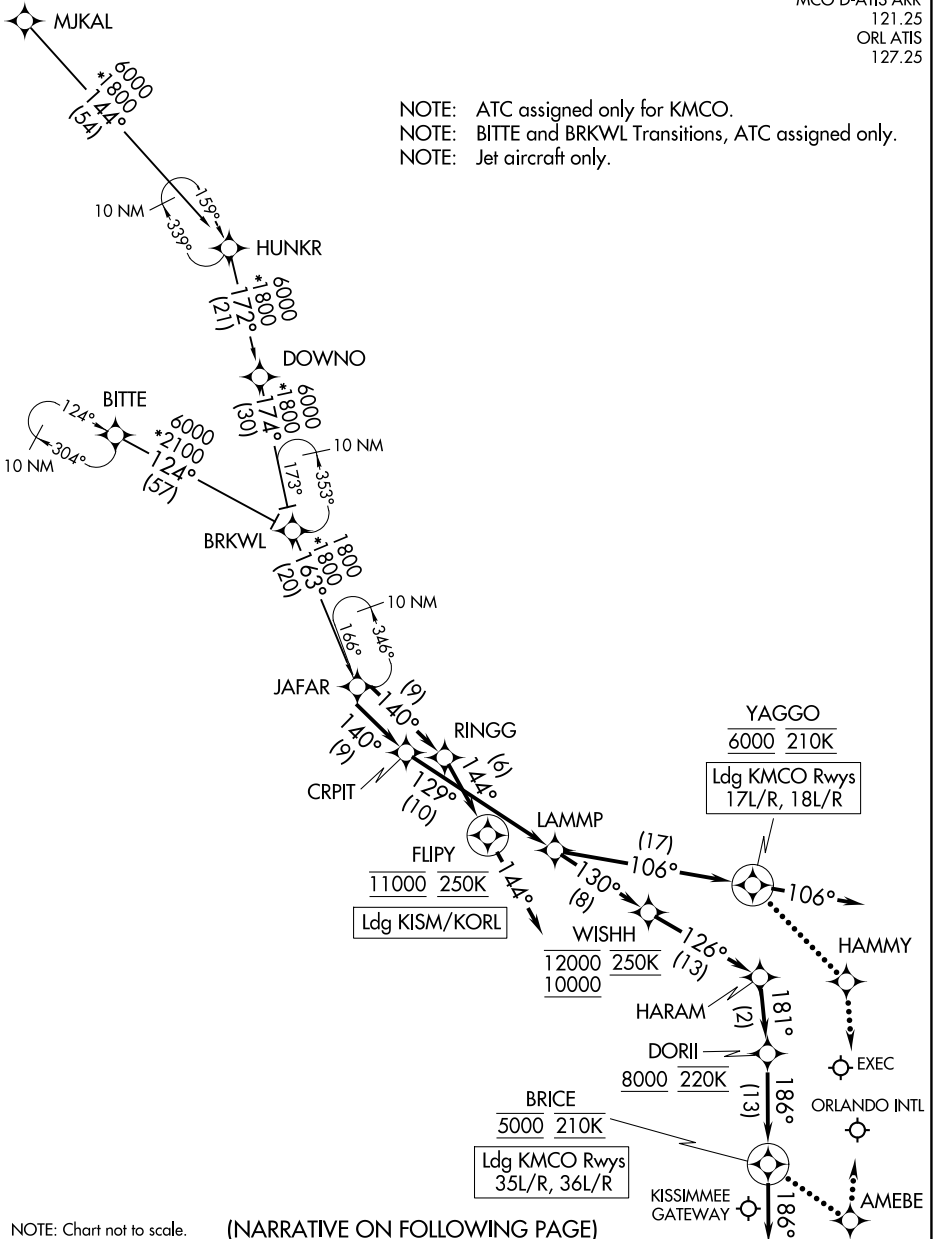 MCO D-ATIS ARR
121.25
ORL ATIS
127.25
MJKAL
6000
*1800
144°
(54)
NOTE: ATC assigned only for KMCO.
NOTE: BITTE and BRKWL Transitions, ATC assigned only.
NOTE: Jet aircraft only.
10 NM
159°
339°
HUNKR
6000
*1800
172°
(21)
DOWNO
6000
*1800
174°
(30)
BITTE
124°
304°
10 NM
6000
*2100
124°
(57)
10 NM
173°
353°
BRKWL
1800
*1800
163°
(20)
10 NM
166°
346°
JAFAR
(9)
140°
140°
(9)
RINGG
CRPIT
(6)
144°
129°
(10)
YAGGO
6000 210K
Ldg KMCO Rwys
17L/R, 18L/R
LAMMP
(17)
106°
106°
FLIPY
11000 250K
Ldg KISM/KORL
144°
130°
(8)
WISHH
12000 250K
10000
126°
(13)
HAMMY
HARAM
181°
(2)
DORII
8000 220K
EXEC
186°
(13)
ORLANDO INTL
BRICE
5000 210K
Ldg KMCO Rwys
35L/R, 36L/R
KISSIMMEE
GATEWAY
186°
AMEBE
NOTE: Chart not to scale.
(NARRATIVE ON FOLLOWING PAGE)